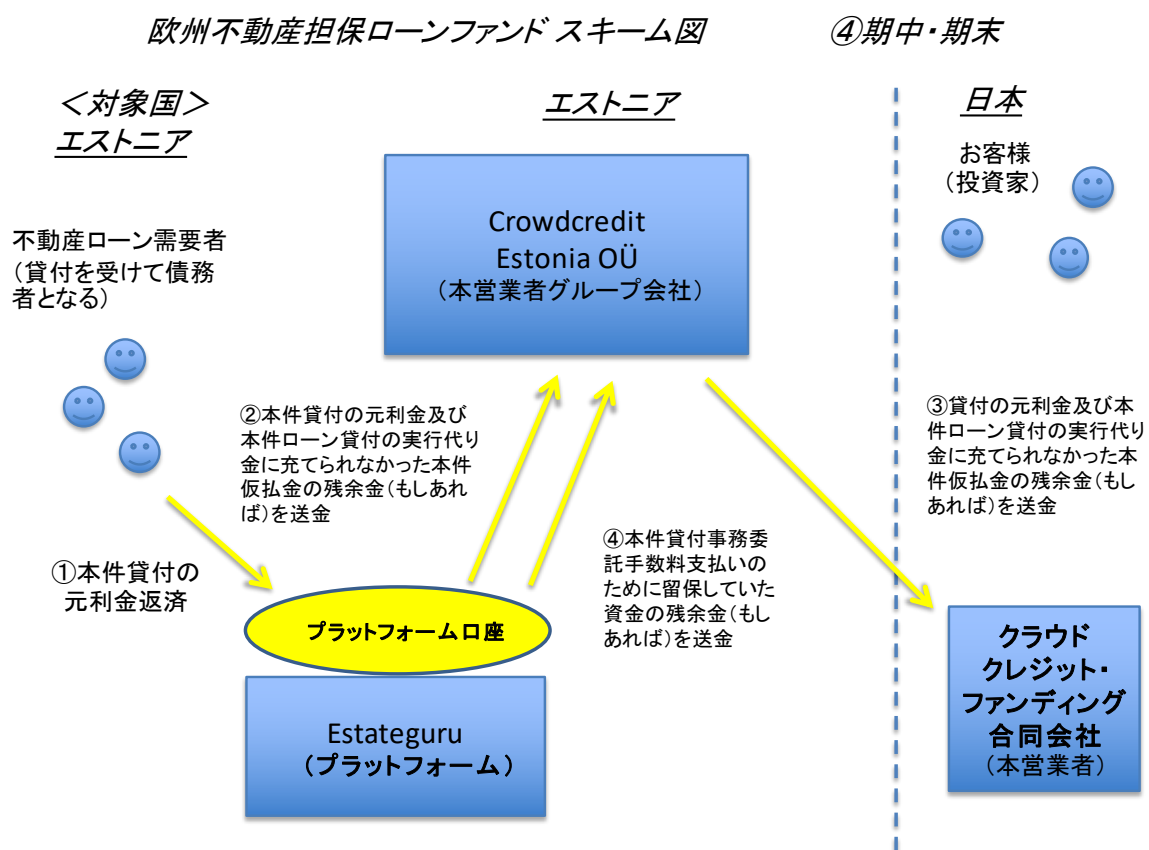 欧州不動産担保ローンファンド スキーム図
④期中・期末
＜対象国＞
エストニア
エストニア
日本
お客様
（投資家）
不動産ローン需要者
（貸付を受けて債務
者となる）
Crowdcredit
Estonia OÜ
（本営業者グループ会社）
②本件貸付の元利金及び
本件ローン貸付の実行代り
金に充てられなかった本件
仮払金の残余金（もしあれ
ば）を送金
③貸付の元利金及び本
件ローン貸付の実行代り
金に充てられなかった本
件仮払金の残余金（もし
あれば）を送金
①本件貸付の
元利金返済
④本件貸付事務委
託手数料支払いの
ために留保していた
資金の残余金（もし
あれば）を送金
プラットフォーム口座
Estateguru
（プラットフォーム）
クラウド
クレジット・
ファンディング
合同会社
（本営業者）